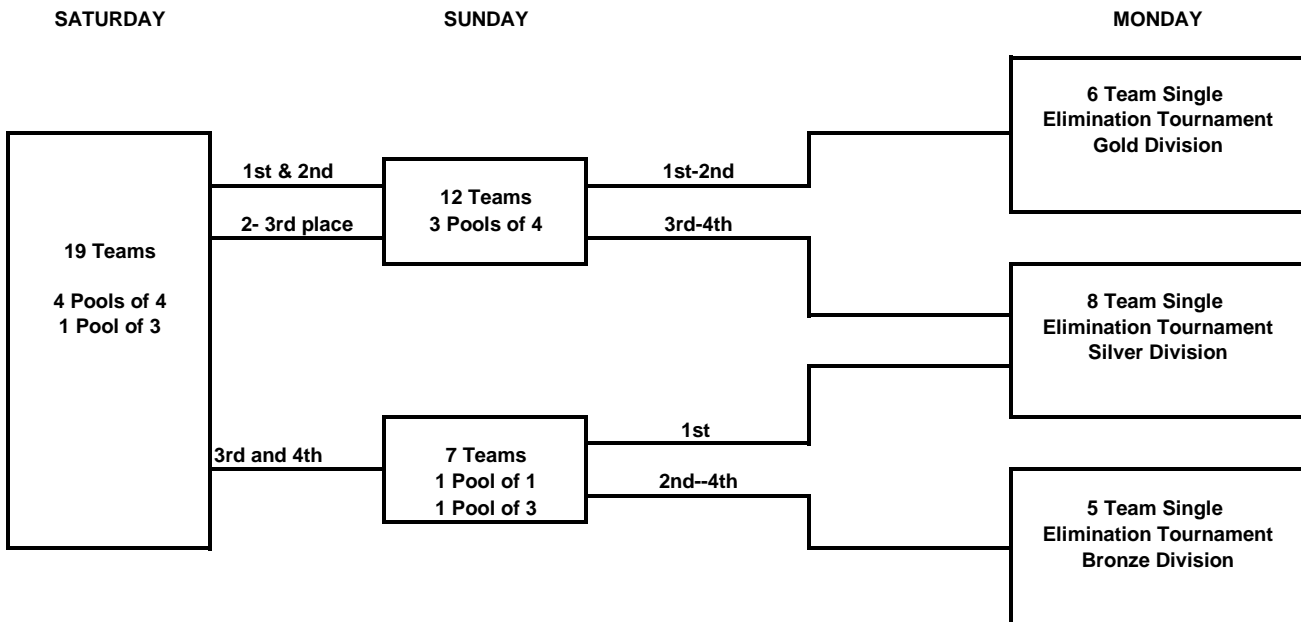 SATURDAY
SUNDAY
MONDAY
19 Teams
4 Pools of 4
1 Pool of 3
1st & 2nd
2- 3rd place
3rd and 4th
12 Teams
3 Pools of 4
7 Teams
1 Pool of 1
1 Pool of 3
1st-2nd
3rd-4th
1st
2nd--4th
6 Team Single
Elimination Tournament
Gold Division
8 Team Single
Elimination Tournament
Silver Division
5 Team Single
Elimination Tournament
Bronze Division